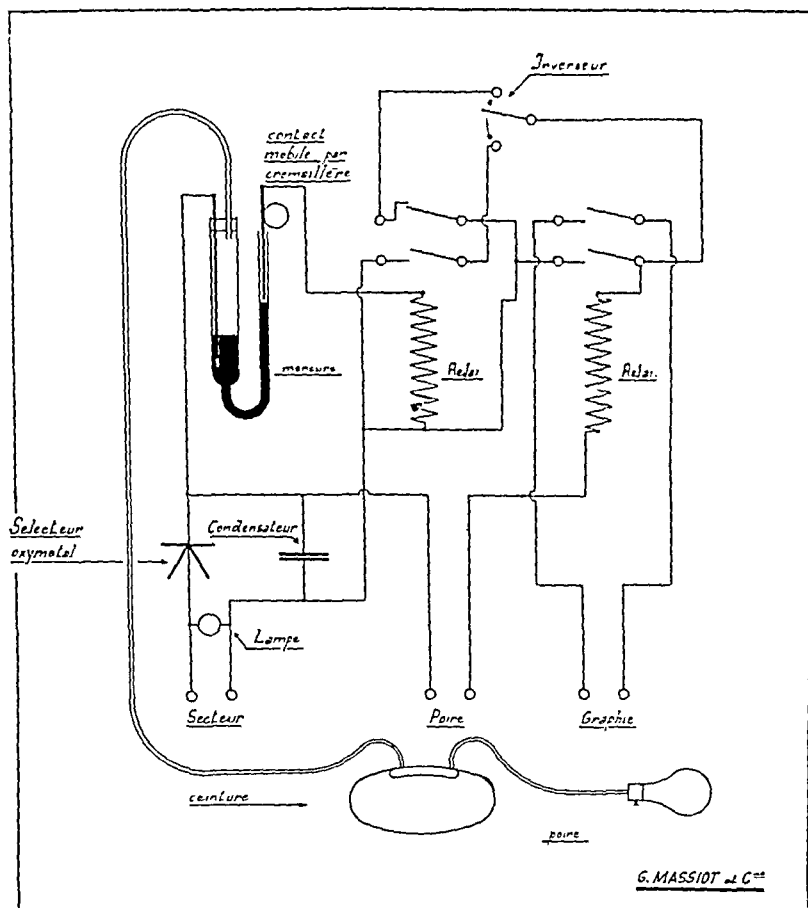 Inverseur
contact
mobile par
cremaillère
mercure
Relai
Relai
Selecteur
oxymetal
Condensateur
Lampe
Secteur
Poire
Graphie
ceinture
poire
G. MASSIOT et Cie